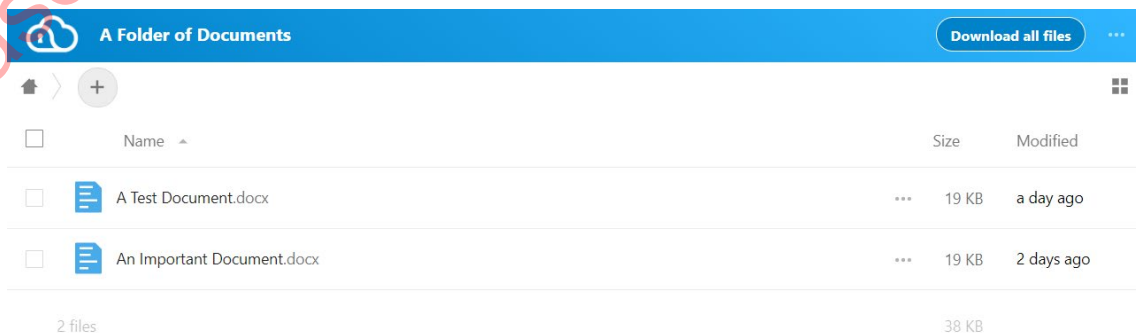 A Folder of Documents Download all files
Name Size Modified
A Test Document.docx 19 KB a day ago
An Important Document.docx 19 KB 2 days ago
2 files 38 KB